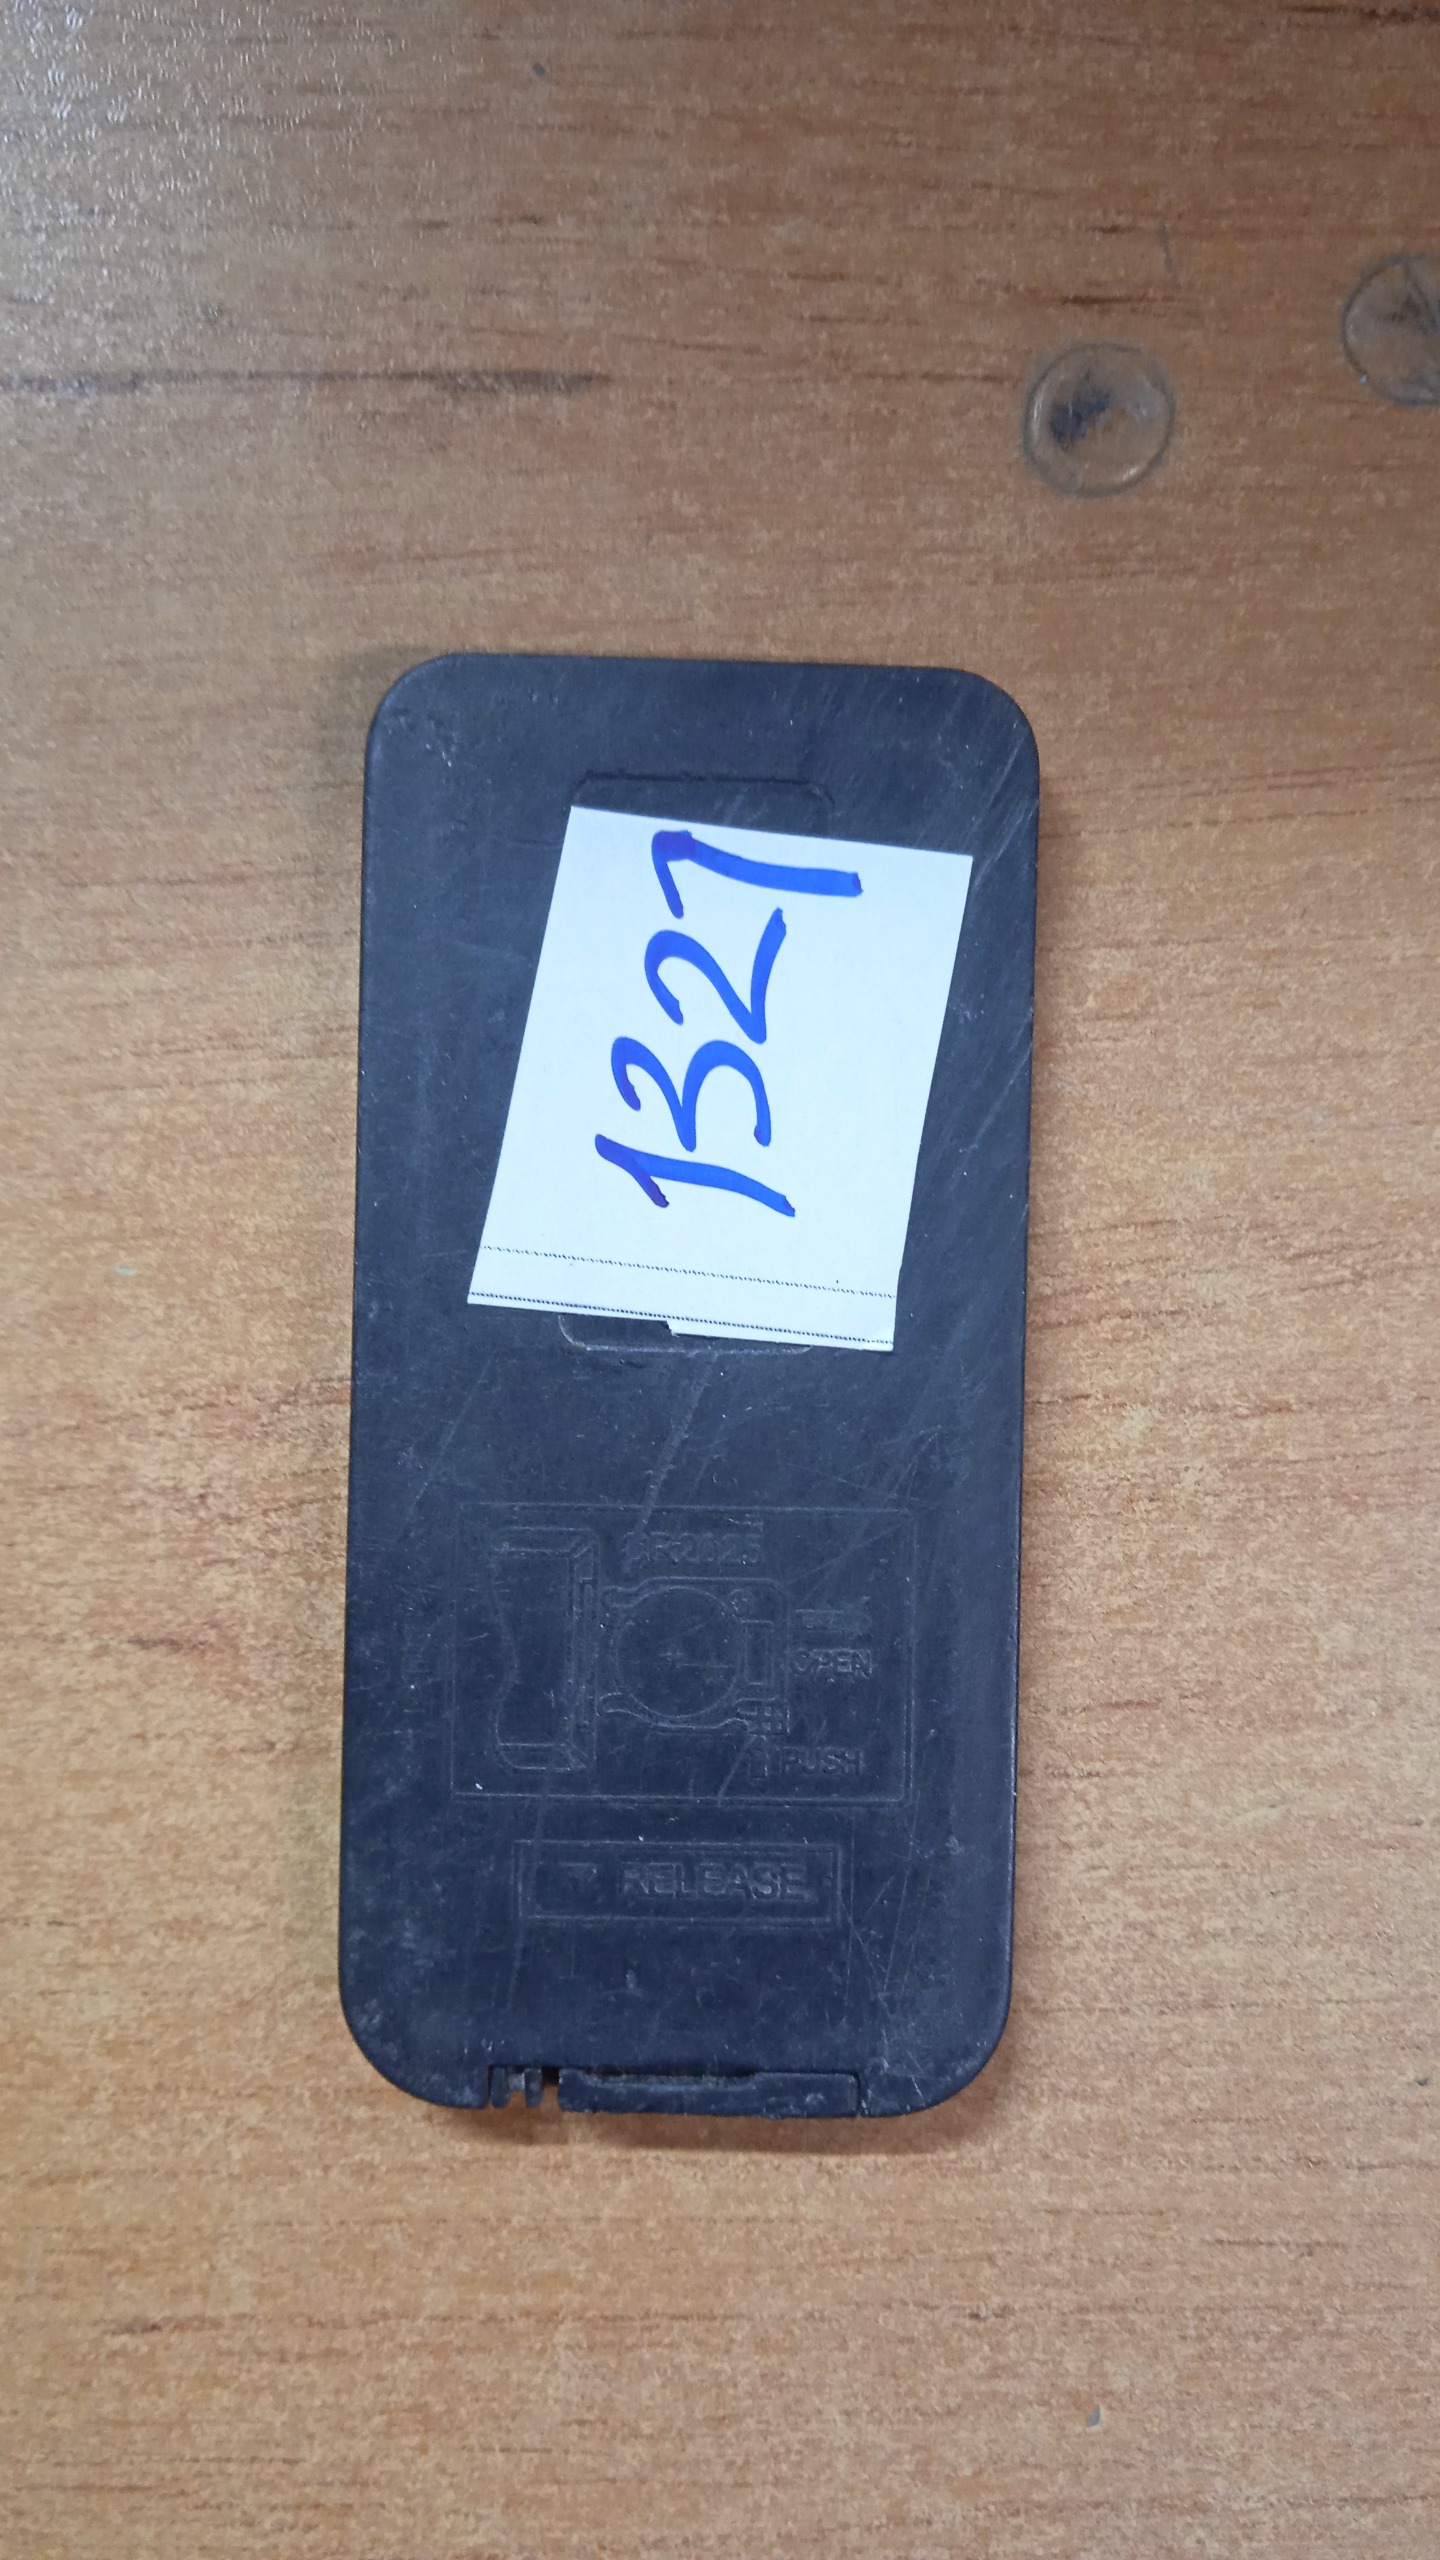 1327
CR2025
OPEN
PUSH
RELEASE